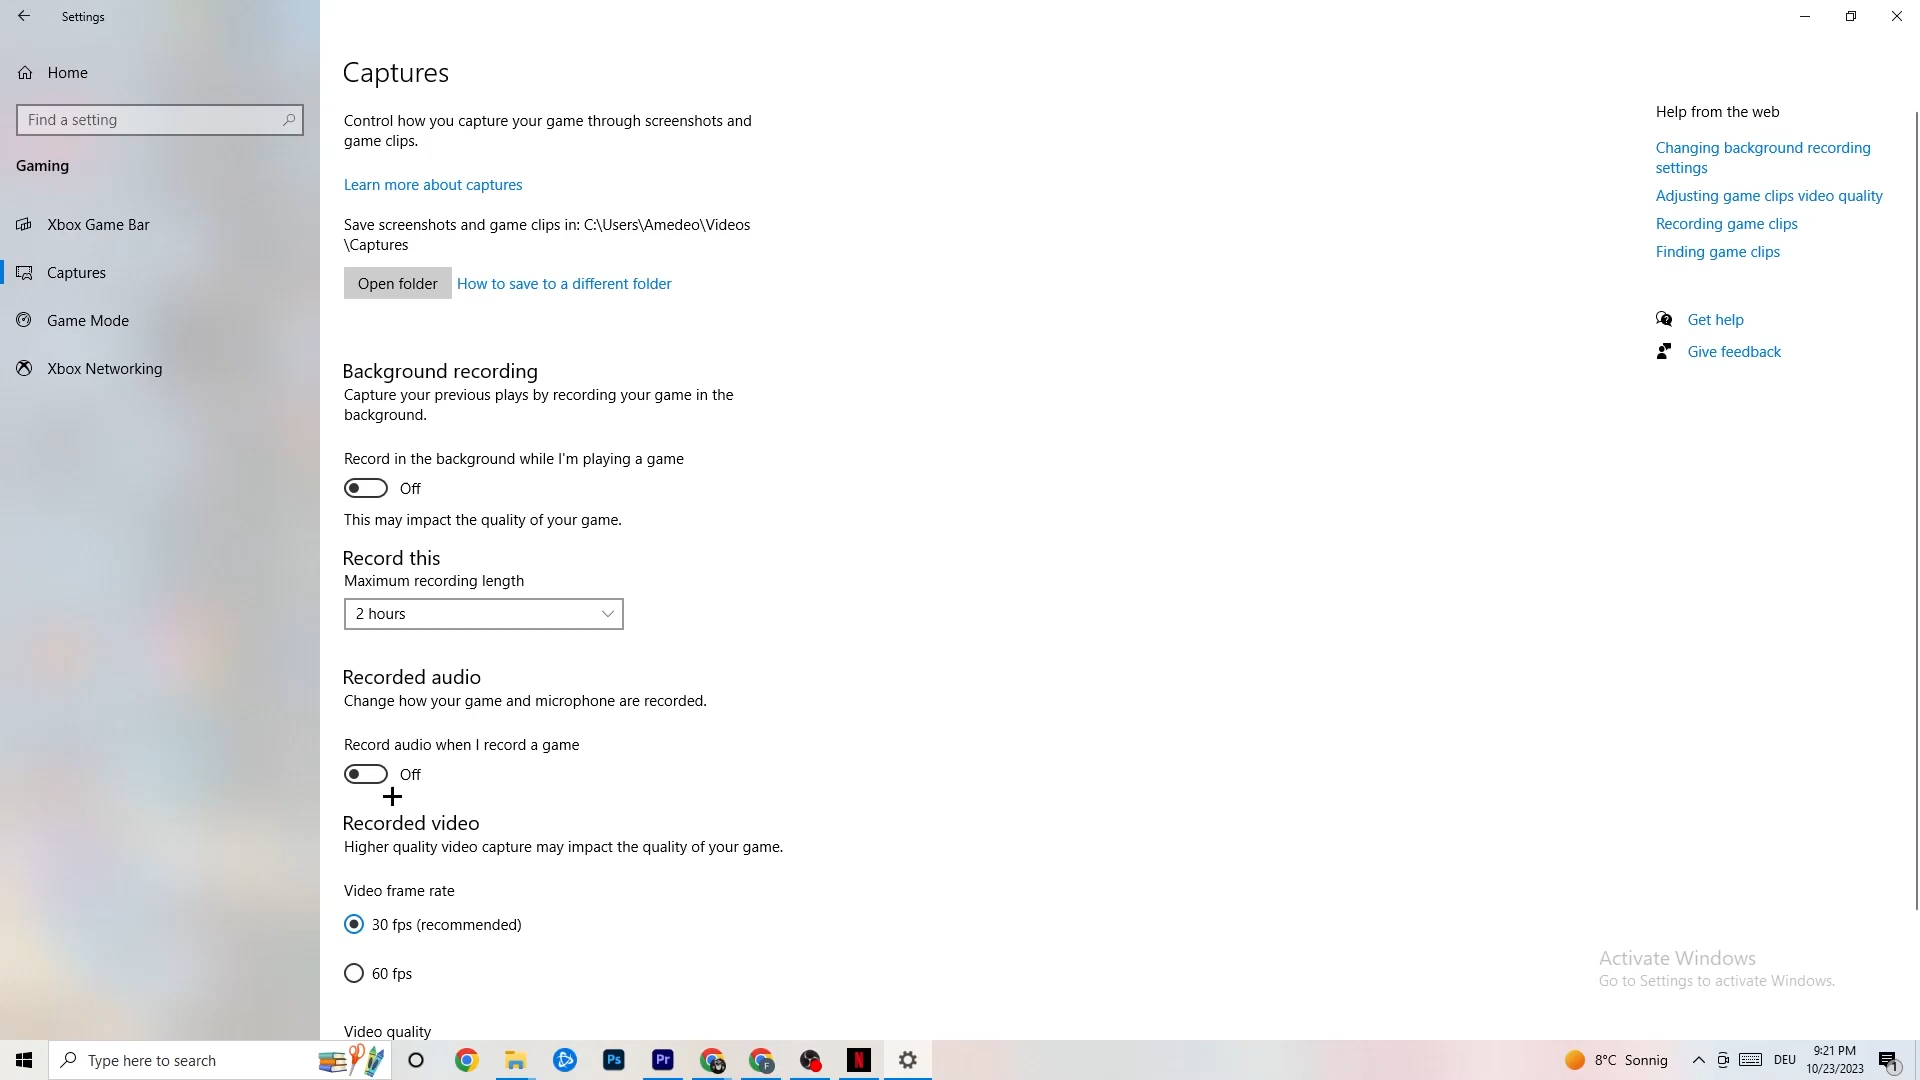 Settings
Home
Find a setting
Gaming
Xbox Game Bar
Captures
Game Mode
Xbox Networking
Captures
Control how you capture your game through screenshots and
game clips.
Learn more about captures
Save screenshots and game clips in: C:\Users\Amedeo\Videos
\Captures
Open folder
How to save to a different folder
Background recording
Capture your previous plays by recording your game in the
background.
Record in the background while I'm playing a game
Off
This may impact the quality of your game.
Record this
Maximum recording length
2 hours
Recorded audio
Change how your game and microphone are recorded.
Record audio when I record a game
Off
Recorded video
Higher quality video capture may impact the quality of your game.
Video frame rate
30 fps (recommended)
60 fps
Video quality
Help from the web
Changing background recording
settings
Adjusting game clips video quality
Recording game clips
Finding game clips
Get help
Give feedback
Activate Windows
Go to Settings to activate Windows.
Type here to search
Ps
Pr
F
N
8°C Sonnig
DEU
9:21 PM
10/23/2023
1